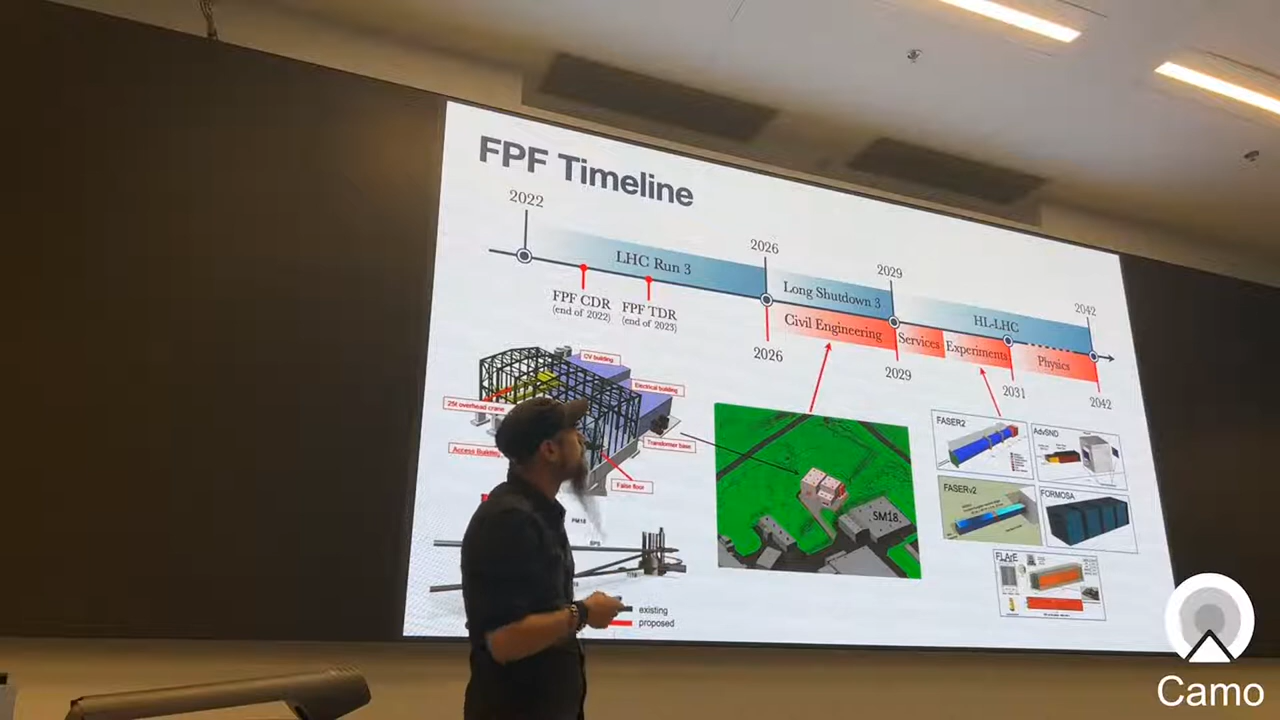 FPF Timeline
2022
2026
2029
2042
LHC Run 3
Long Shutdown 3
HL-LHC
FPF CDR
(end of 2022)
FPF TDR
(end of 2023)
Civil Engineering
Services
Experiments
Physics
2026
2029
2031
2042
CV building
Electrical building
25t overhead crane
Transformer base
Access Building
False floor
SM18
FASER2
AdvSND
FASERv2
FORMOSA
FLArE
PM18
SPS
existing
proposed
Camo